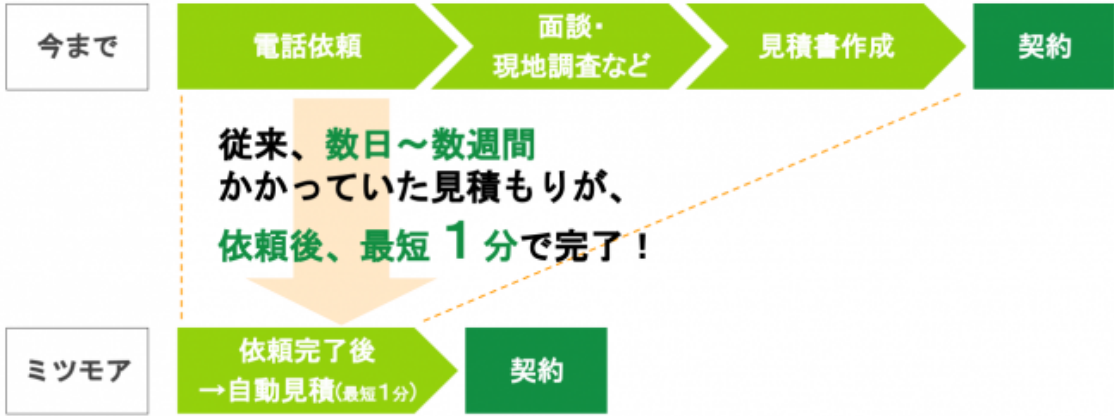 今まで
電話依頼
面談・
現地調査など
見積書作成
契約
従来、数日～数週間
かかっていた見積もりが、
依頼後、最短１分で完了！
ミツモア
依頼完了後
→自動見積(最短1分)
契約